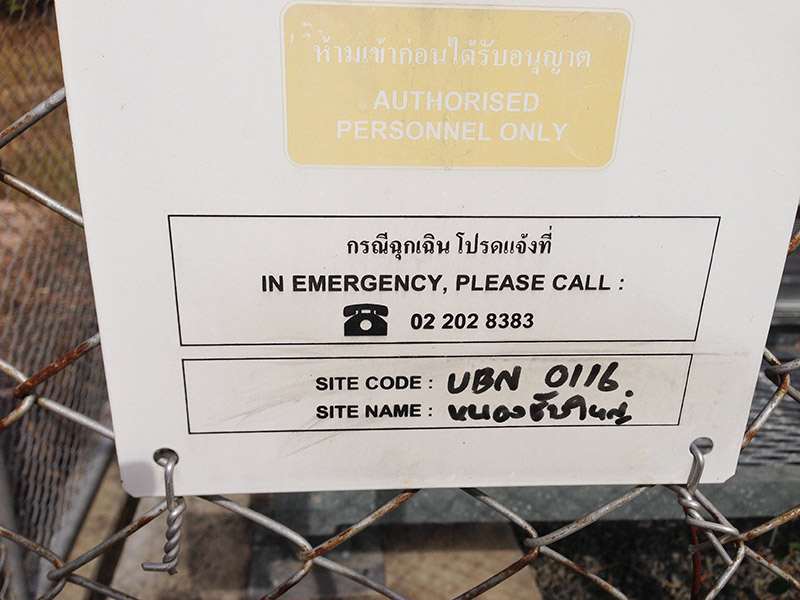 ห้ามเข้าก่อนได้รับอนุญาต
AUTHORISED
PERSONNEL ONLY
กรณีฉุกเฉิน โปรดแจ้งที่
IN EMERGENCY, PLEASE CALL :
02 202 8383
SITE CODE : UBN 0116
SITE NAME :